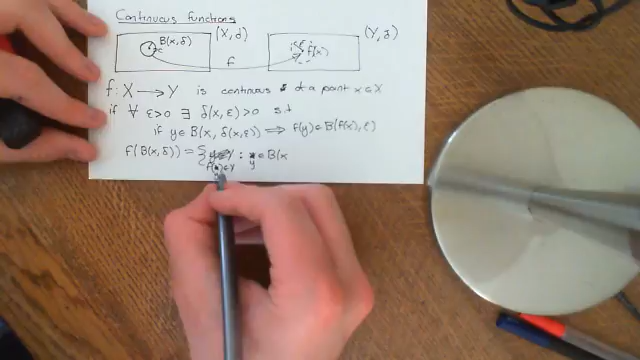 Continuous functions
(X, d)
(Y, d)
B(x,δ)
f(x)
f
f: X → Y is continuous at a point x ∈ X
if ∀ ε>0 ∃ δ(x,ε)>0 s.t
if y ∈ B(x, δ(x,ε)) ⟹ f(y) ∈ B(f(x), ε)
f(B(x,δ)) = { : y ∈ B(x
f(y) ∈ Y